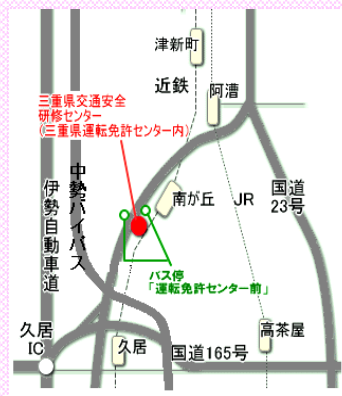 津新町
近鉄
阿漕
三重県交通安全
研修センター
(三重県運転免許センター内)
中勢バイパス
伊勢自動車道
南が丘
JR
国道
23号
バス停
「運転免許センター前」
久居
IC
久居
国道165号
高茶屋